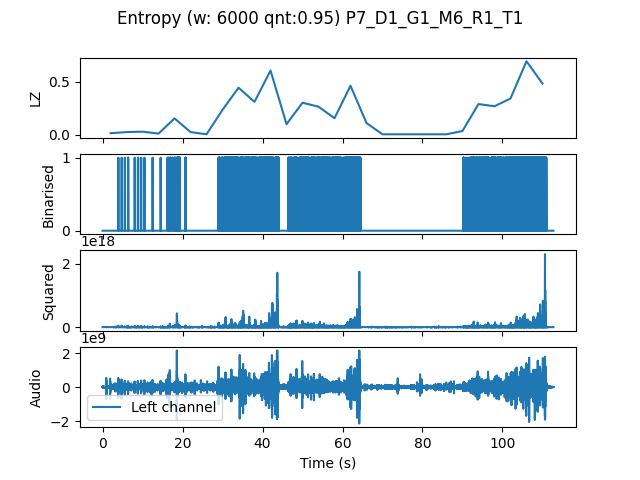 Entropy (w: 6000 qnt:0.95) P7_D1_G1_M6_R1_T1
LZ
0.5
0.0
Binarised
1
0
1e18
Squared
2
0
1e9
Audio
2
0
−2
Left channel
0 20 40 60 80 100
Time (s)